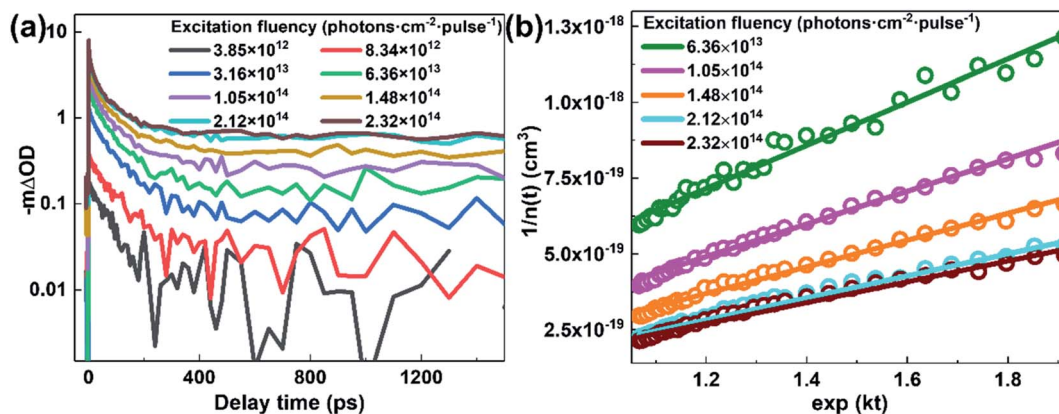 (a)
Excitation fluency (photons·cm-2·pulse-1)
3.85×10¹² 8.34×10¹²
3.16×10¹³ 6.36×10¹³
1.05×10¹⁴ 1.48×10¹⁴
2.12×10¹⁴ 2.32×10¹⁴
10
1
0.1
0.01
-mΔOD
0 400 800 1200
Delay time (ps)
(b)
Excitation fluency (photons·cm-2·pulse-1)
6.36×10¹³
1.05×10¹⁴
1.48×10¹⁴
2.12×10¹⁴
2.32×10¹⁴
1.3x10⁻¹⁸
1.0x10⁻¹⁸
7.5x10⁻¹⁹
5.0x10⁻¹⁹
2.5x10⁻¹⁹
1/n(t) (cm³)
1.2 1.4 1.6 1.8
exp (kt)